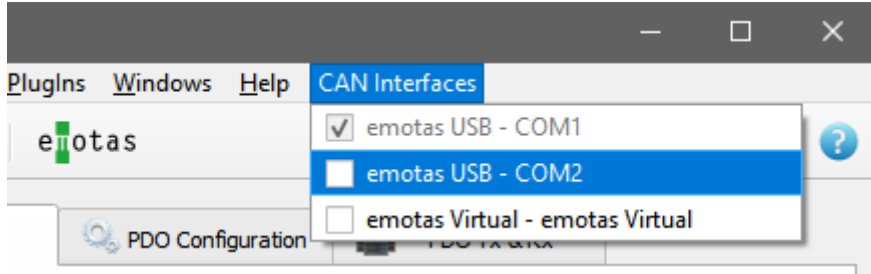 PlugIns Windows Help CAN Interfaces
emotas
emotas USB - COM1
emotas USB - COM2
emotas Virtual - emotas Virtual
PDO Configuration